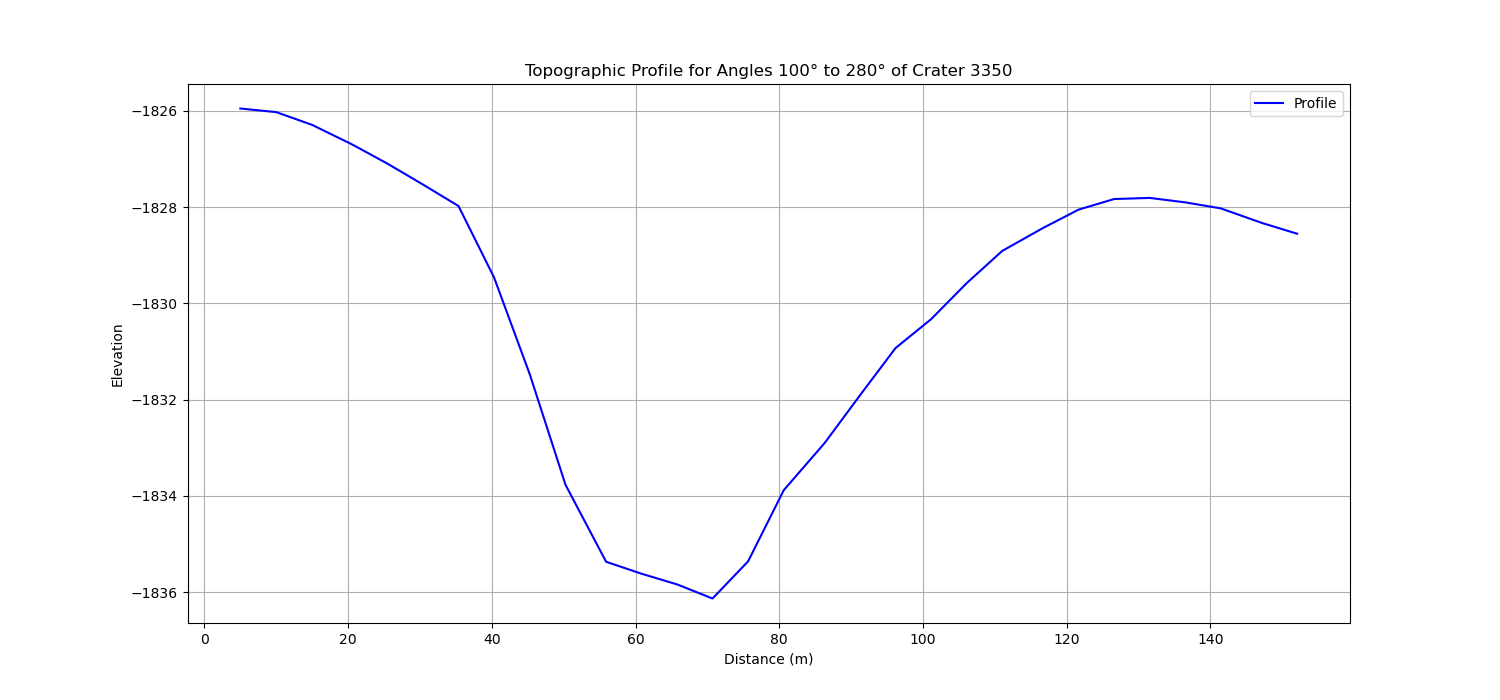 Topographic Profile for Angles 100° to 280° of Crater 3350
Profile
−1826
−1828
−1830
−1832
−1834
−1836
Elevation
0 20 40 60 80 100 120 140
Distance (m)